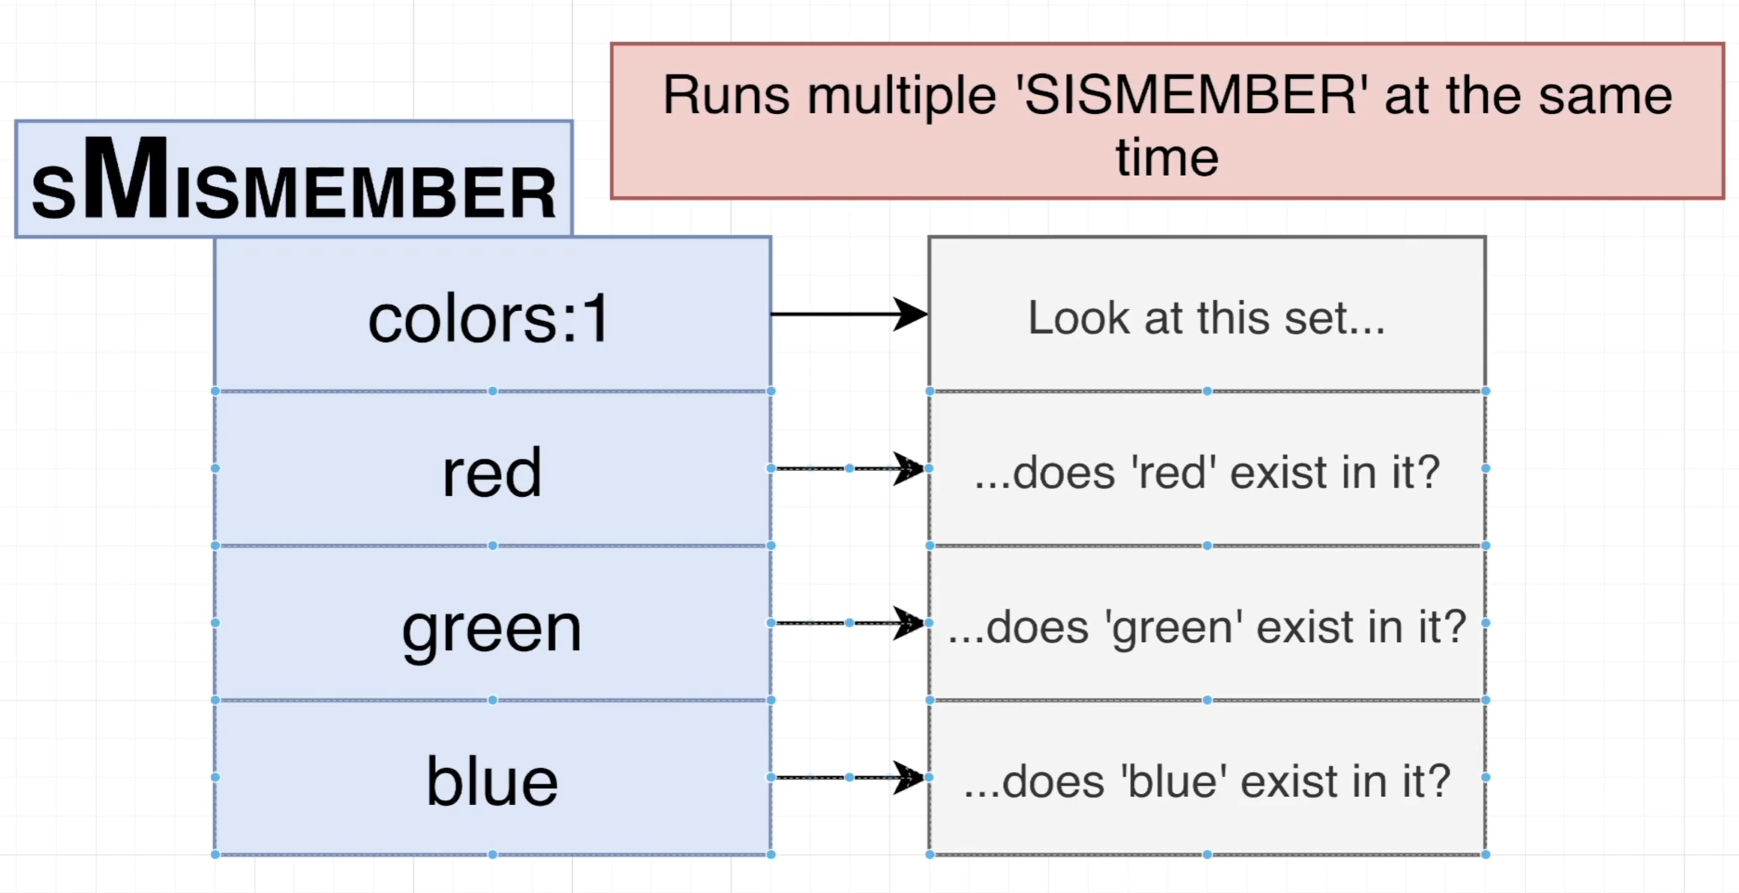 Runs multiple 'SISMEMBER' at the same
time
sMISMEMBER
colors:1
Look at this set...
red
...does 'red' exist in it?
green
...does 'green' exist in it?
blue
...does 'blue' exist in it?